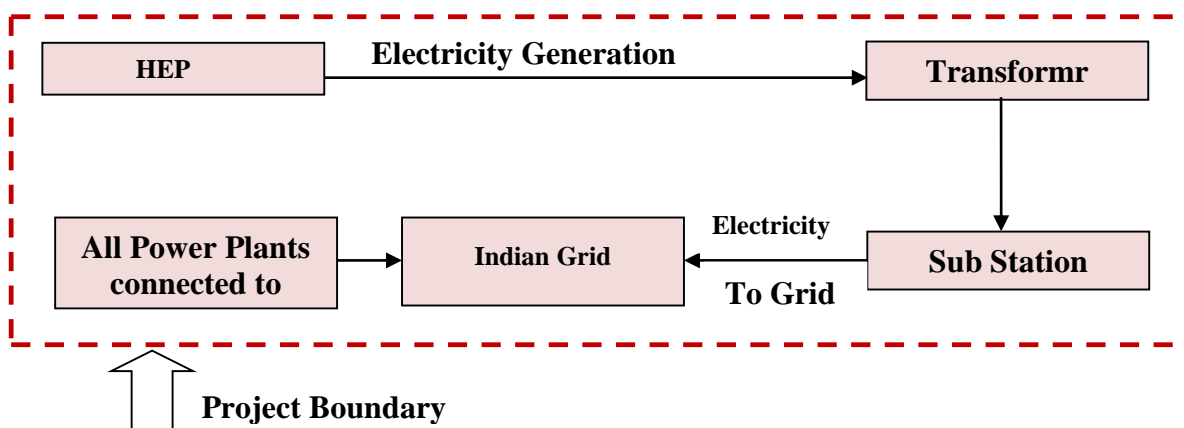 HEP
Electricity Generation
Transformr
All Power Plants
connected to
Indian Grid
Electricity
To Grid
Sub Station
Project Boundary